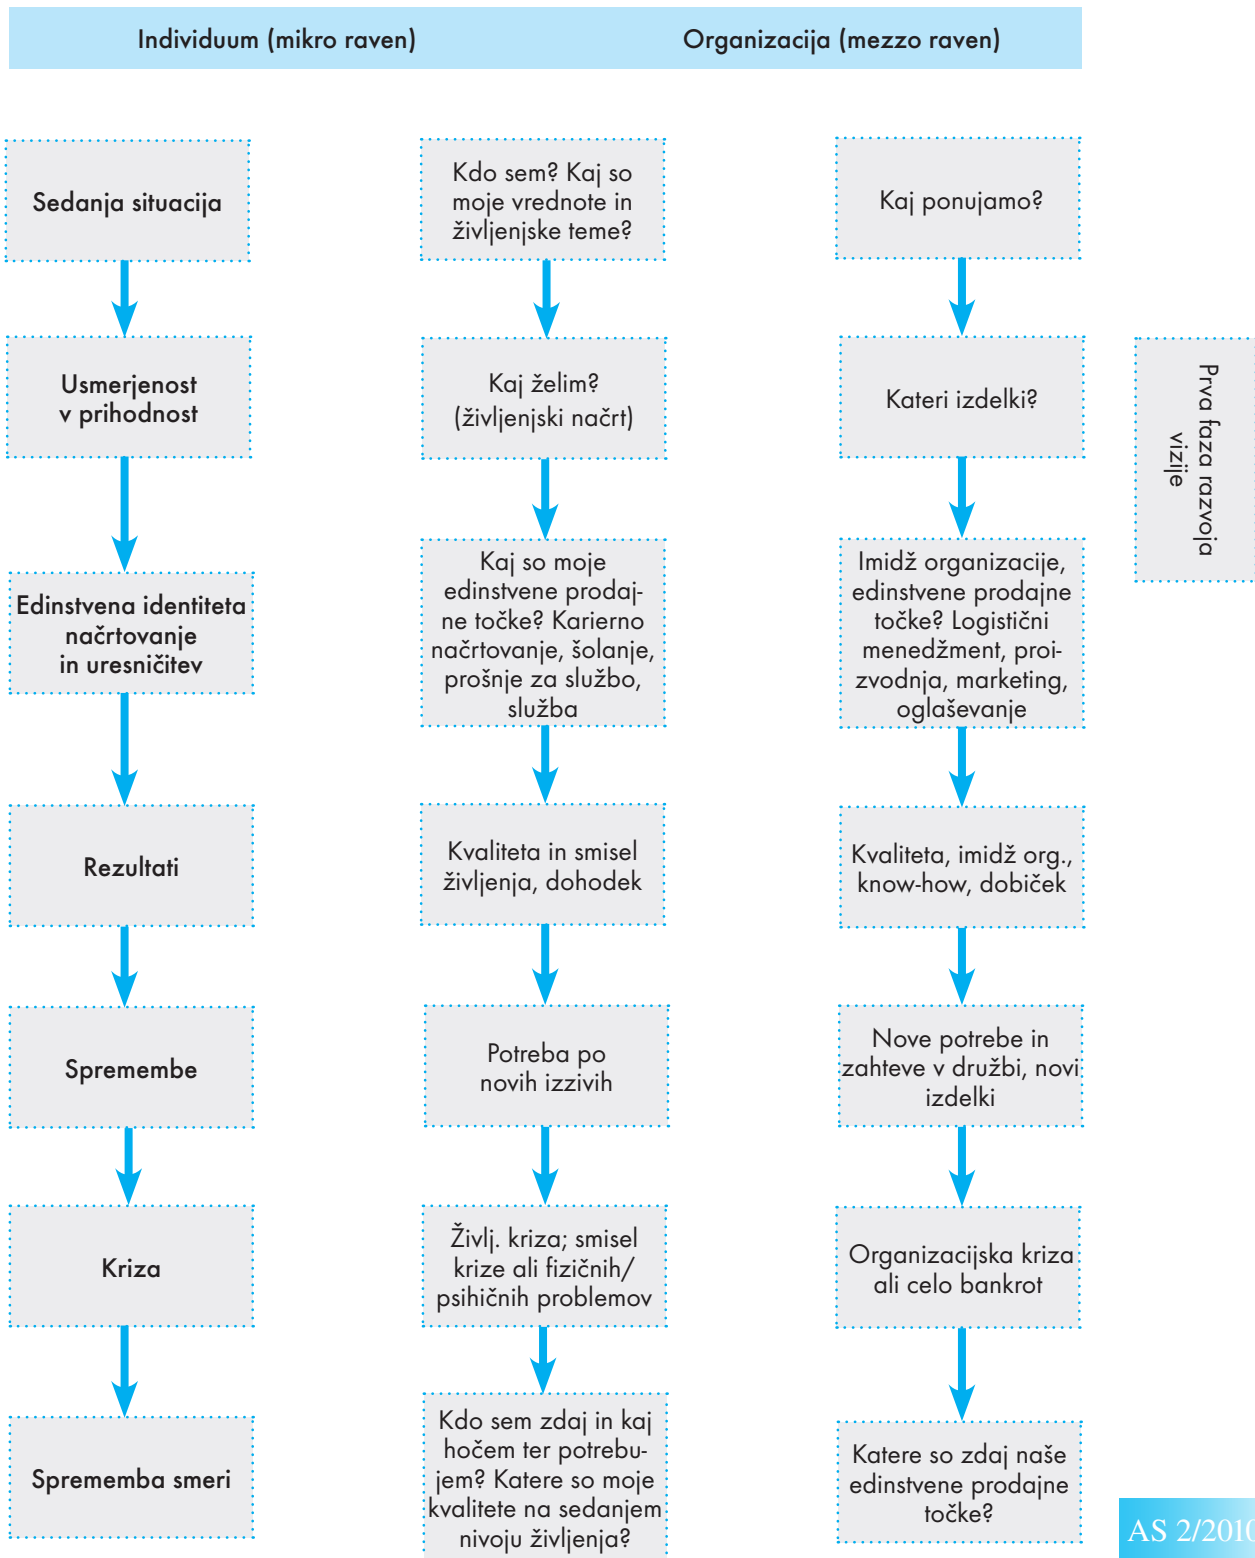 Individuum (mikro raven)
Organizacija (mezzo raven)
Sedanja situacija
Kdo sem? Kaj so
moje vrednote in
življenjske teme?
Kaj ponujamo?
Usmerjenost
v prihodnost
Kaj želim?
(življenjski načrt)
Kateri izdelki?
Prva faza razvoja
vizije
Edinstvena identiteta
načrtovanje
in uresničitev
Kaj so moje
edinstvene prodaj-
ne točke? Karierno
načrtovanje, šolanje,
prošnje za službo,
služba
Imidž organizacije,
edinstvene prodajne
točke? Logistični
menedžment, proi-
zvodnja, marketing,
oglaševanje
Rezultati
Kvaliteta in smisel
življenja, dohodek
Kvaliteta, imidž org.,
know-how, dobiček
Spremembe
Potreba po
novih izzivih
Nove potrebe in
zahteve v družbi, novi
izdelki
Kriza
Življ. kriza; smisel
krize ali fizičnih/
psihičnih problemov
Organizacijska kriza
ali celo bankrot
Sprememba smeri
Kdo sem zdaj in kaj
hočem ter potrebu-
jem? Katere so moje
kvalitete na sedanjem
nivoju življenja?
Katere so zdaj naše
edinstvene prodajne
točke?
AS 2/2010